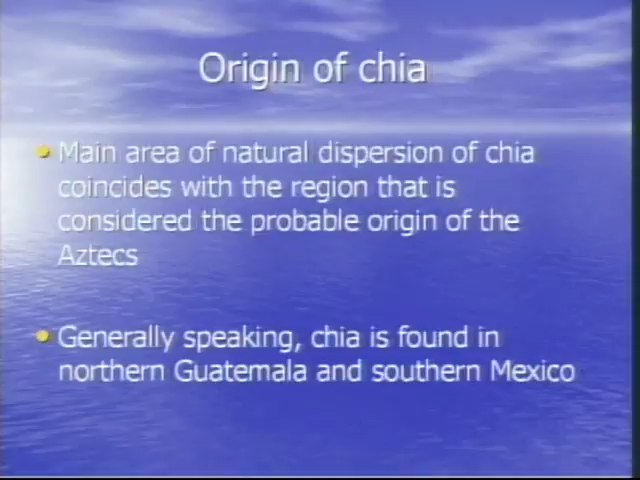 Origin of chia
• Main area of natural dispersion of chia
coincides with the region that is
considered the probable origin of the
Aztecs
• Generally speaking, chia is found in
northern Guatemala and southern Mexico